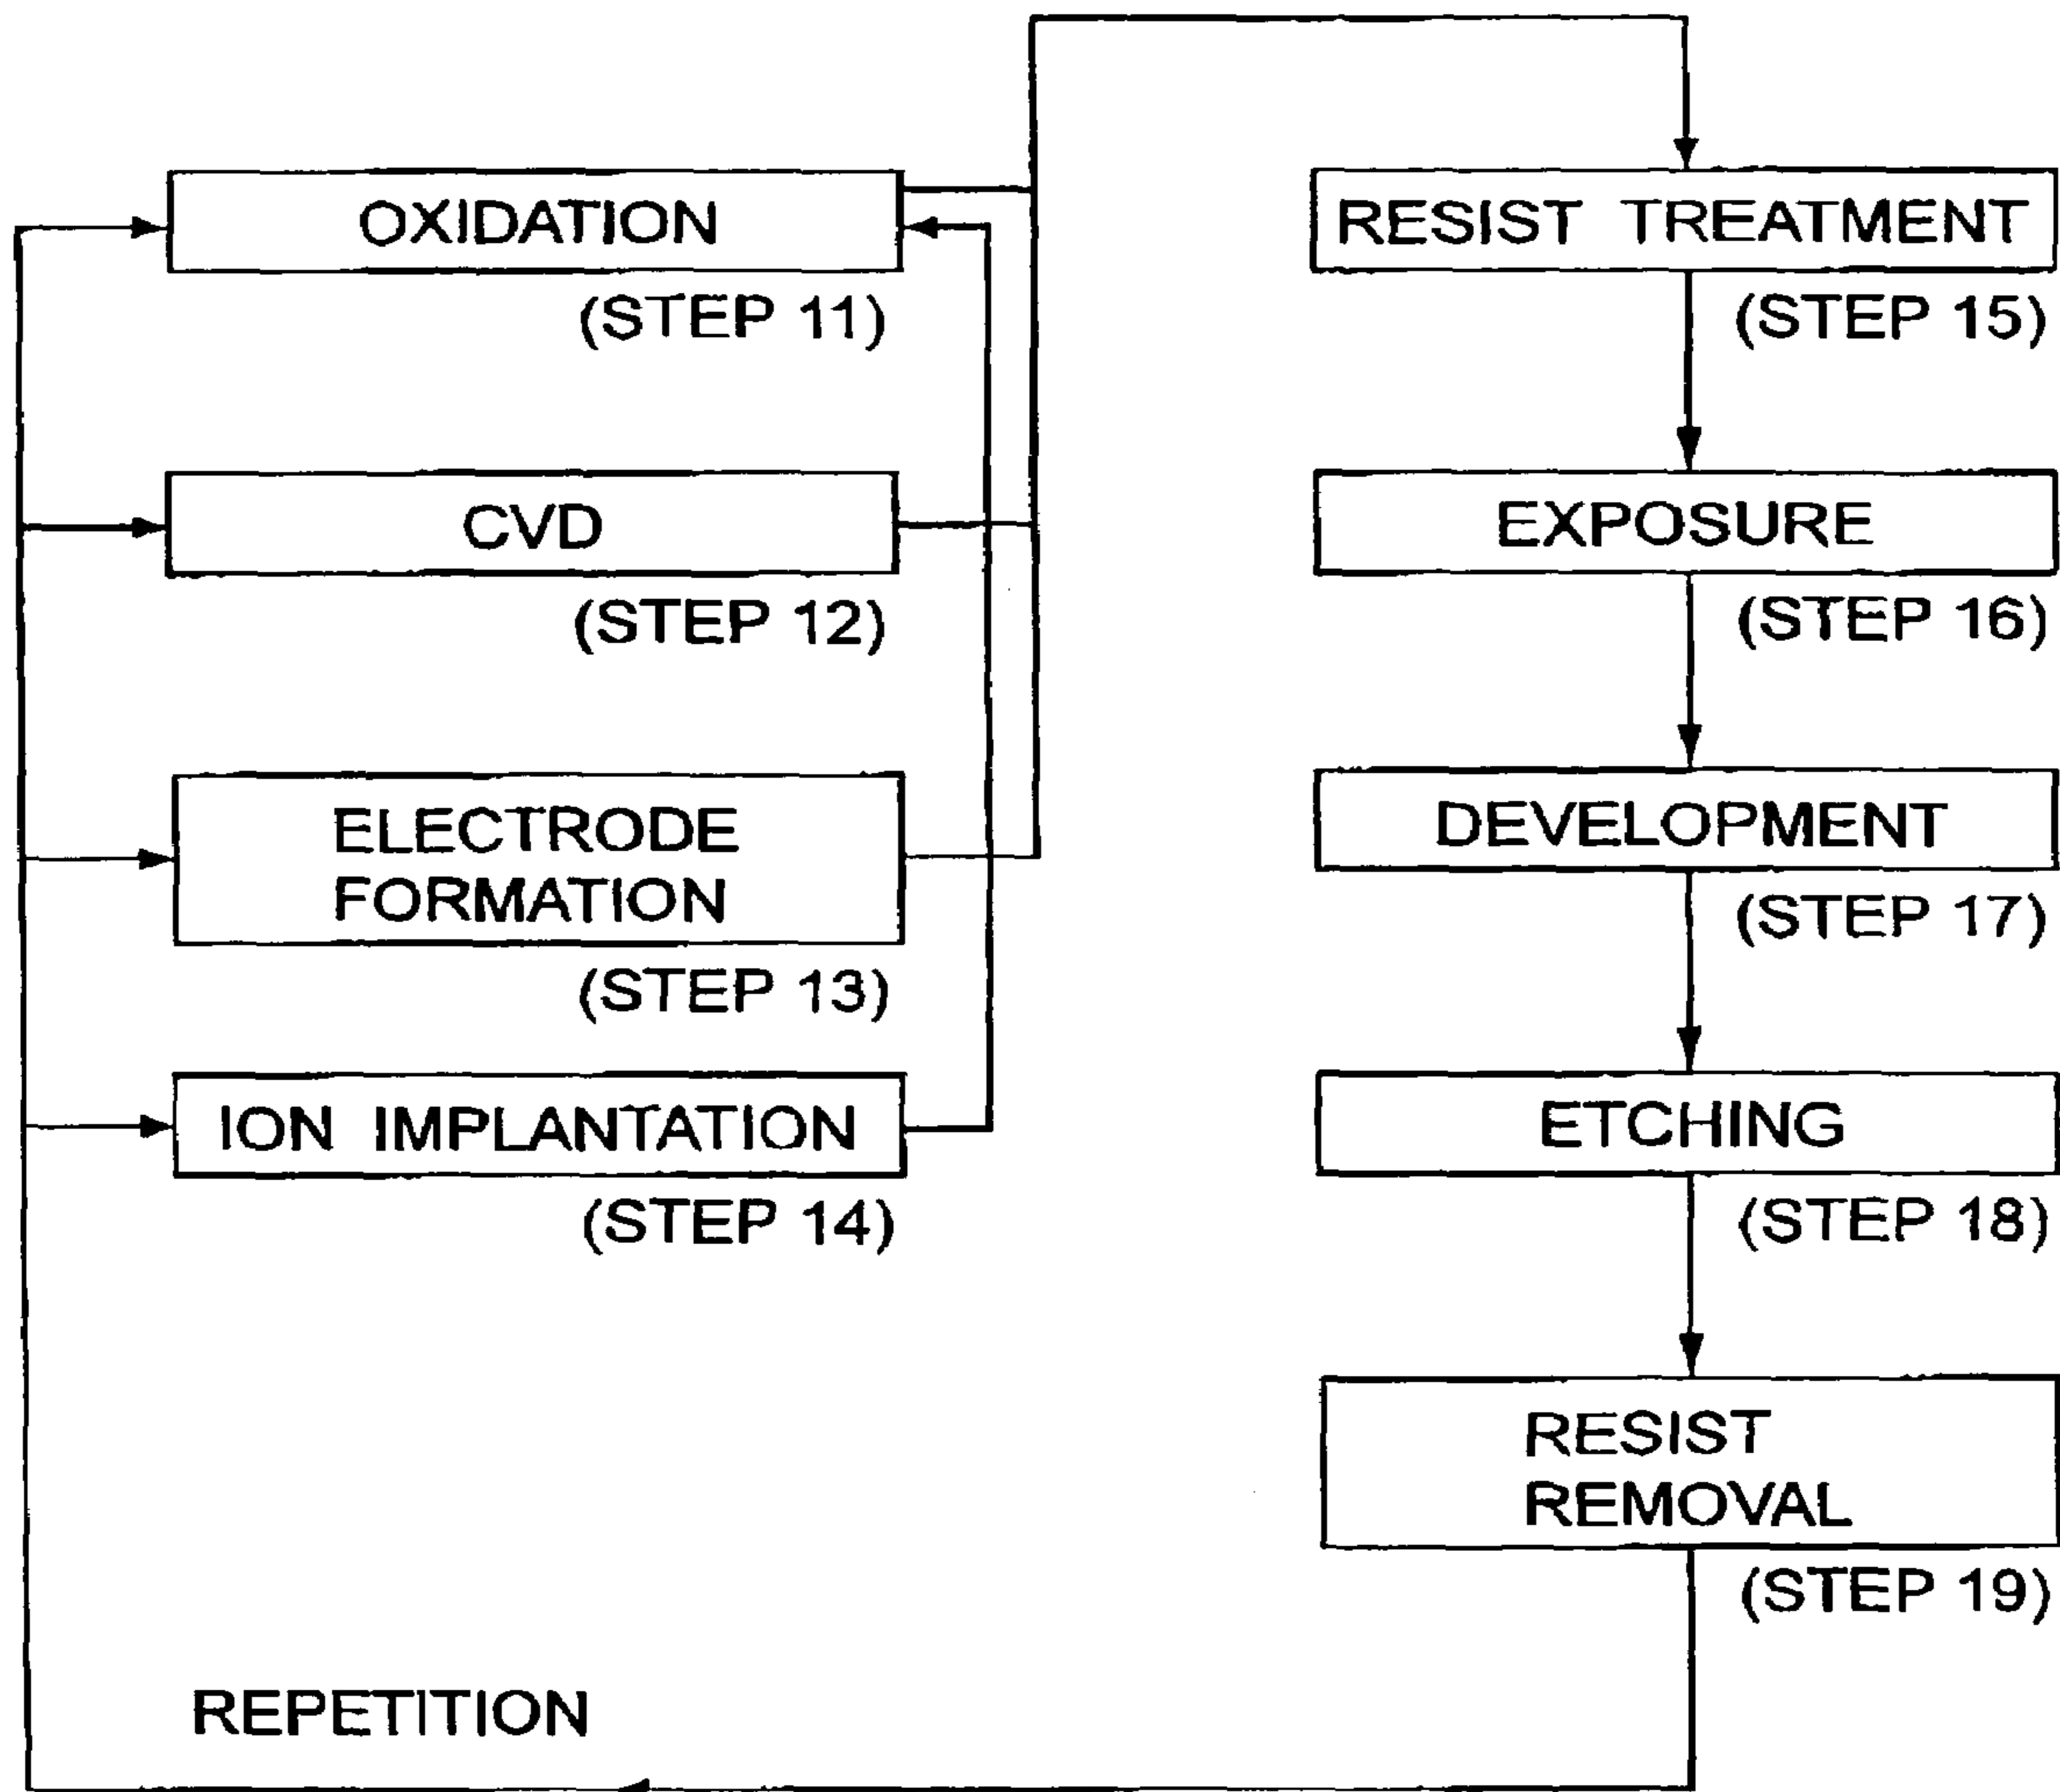 OXIDATION
(STEP 11)
CVD
(STEP 12)
ELECTRODE
FORMATION
(STEP 13)
ION IMPLANTATION
(STEP 14)
RESIST TREATMENT
(STEP 15)
EXPOSURE
(STEP 16)
DEVELOPMENT
(STEP 17)
ETCHING
(STEP 18)
RESIST
REMOVAL
(STEP 19)
REPETITION